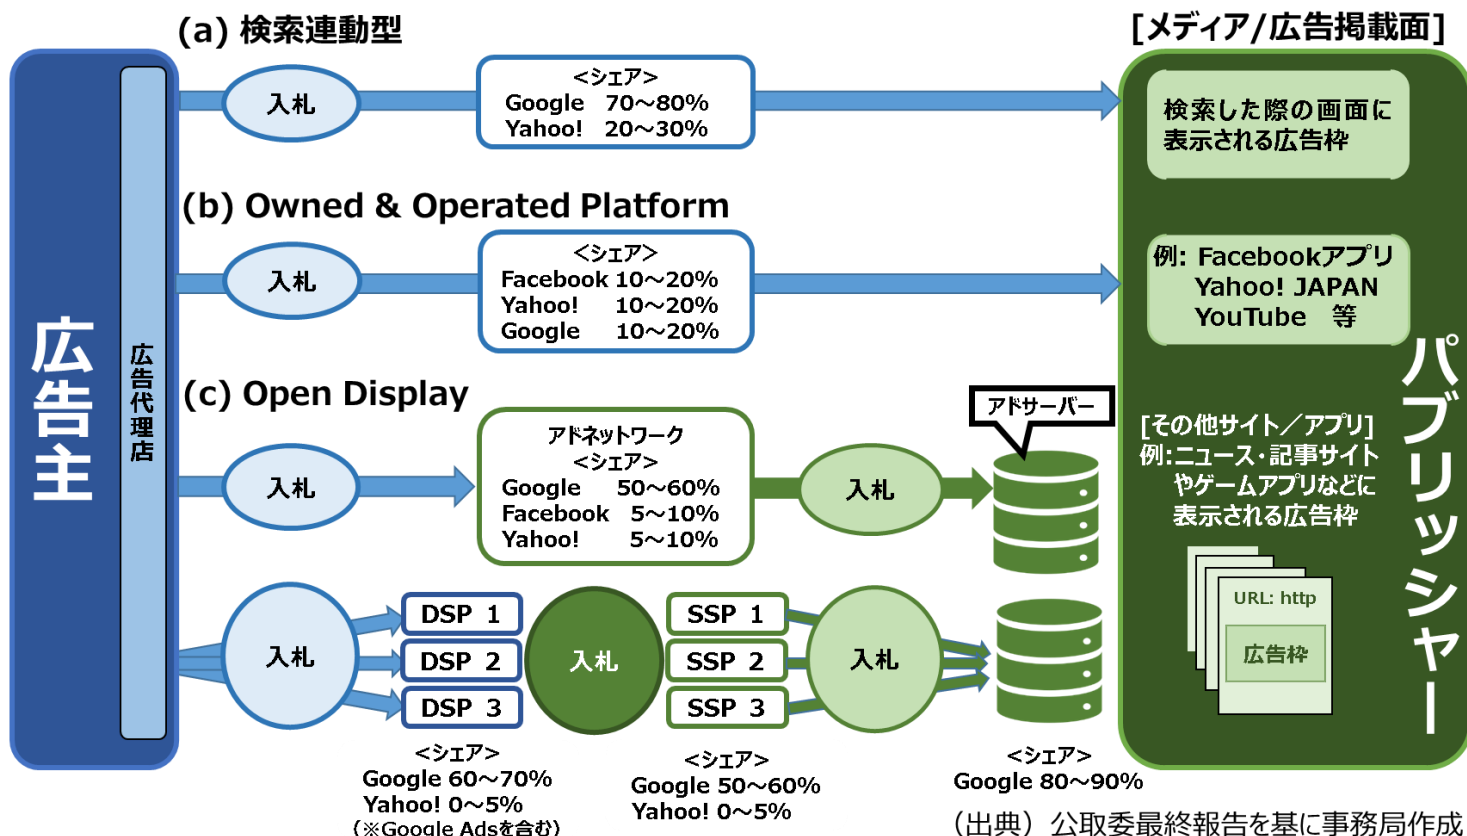 (a) 検索連動型
[メディア/広告掲載面]
広告主
広告代理店
入札
<シェア>
Google 70～80%
Yahoo! 20～30%
検索した際の画面に
表示される広告枠
(b) Owned & Operated Platform
入札
<シェア>
Facebook 10～20%
Yahoo! 10～20%
Google 10～20%
例: Facebookアプリ
Yahoo! JAPAN
YouTube 等
パブリッシャー
(c) Open Display
入札
アドネットワーク
<シェア>
Google 50～60%
Facebook 5～10%
Yahoo! 5～10%
入札
アドサーバー
[その他サイト／アプリ]
例:ニュース・記事サイト
やゲームアプリなどに
表示される広告枠
URL: http
広告枠
入札
DSP 1
DSP 2
DSP 3
入札
SSP 1
SSP 2
SSP 3
入札
<シェア>
Google 60～70%
Yahoo! 0～5%
(※Google Adsを含む)
<シェア>
Google 50～60%
Yahoo! 0～5%
<シェア>
Google 80～90%
（出典）公取委最終報告を基に事務局作成